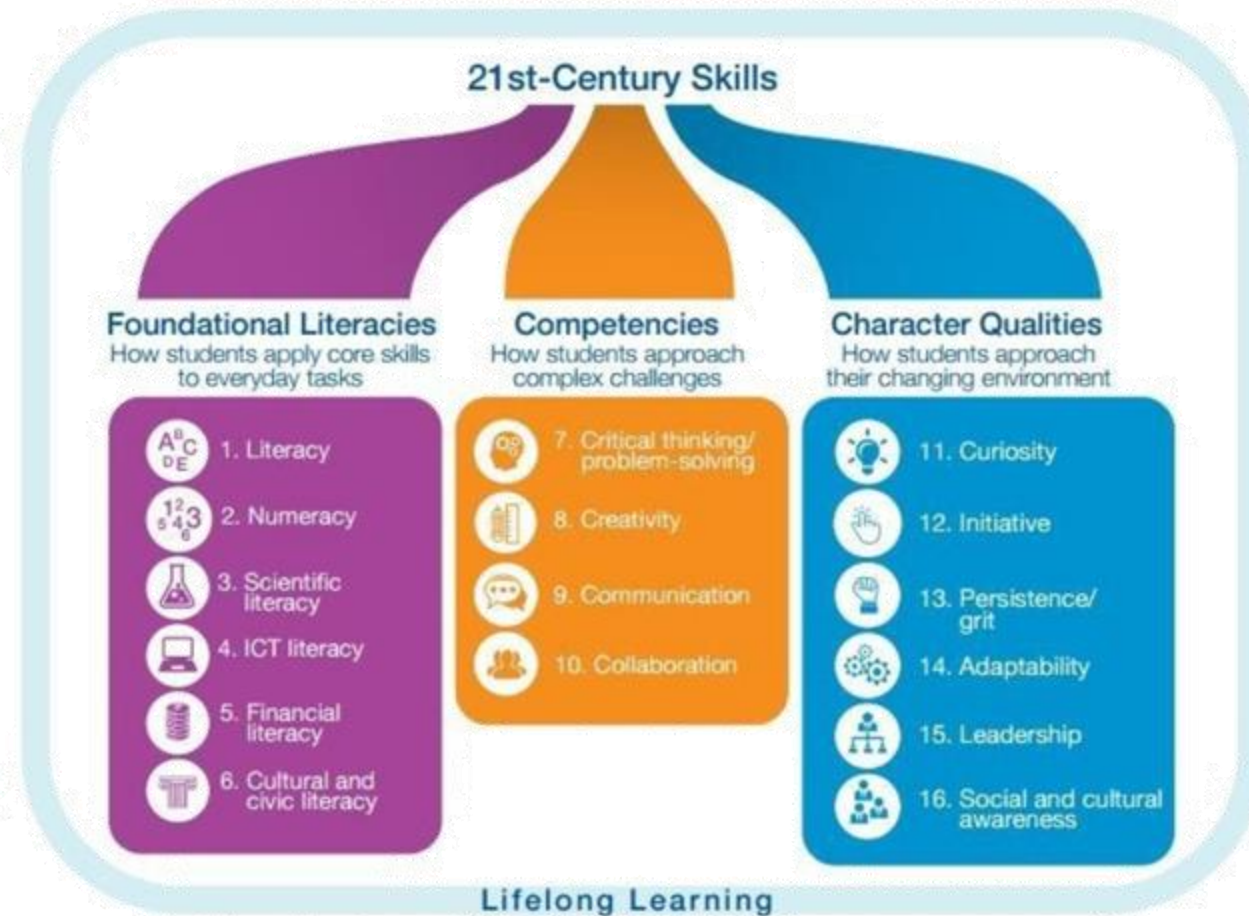 21st-Century Skills
Foundational Literacies
How students apply core skills
to everyday tasks
1. Literacy
2. Numeracy
3. Scientific
literacy
4. ICT literacy
5. Financial
literacy
6. Cultural and
civic literacy
Competencies
How students approach
complex challenges
7. Critical thinking/
problem-solving
8. Creativity
9. Communication
10. Collaboration
Character Qualities
How students approach
their changing environment
11. Curiosity
12. Initiative
13. Persistence/
grit
14. Adaptability
15. Leadership
16. Social and cultural
awareness
Lifelong Learning